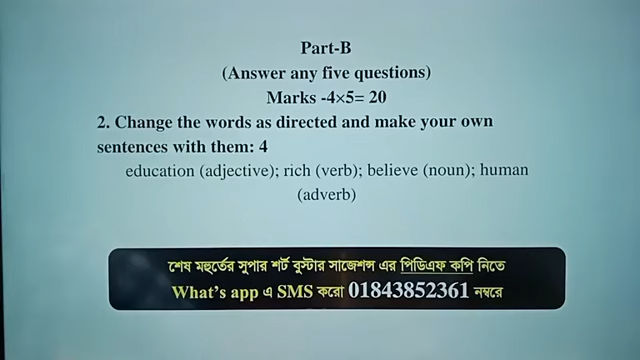 Part-B
(Answer any five questions)
Marks -4×5= 20
2. Change the words as directed and make your own
sentences with them: 4
education (adjective); rich (verb); believe (noun); human
(adverb)
শেষ মহুর্তের সুপার শর্ট বুস্টার সাজেশন্স এর পিডিএফ কপি নিতে
What's app এ SMS করো 01843852361 নম্বরে